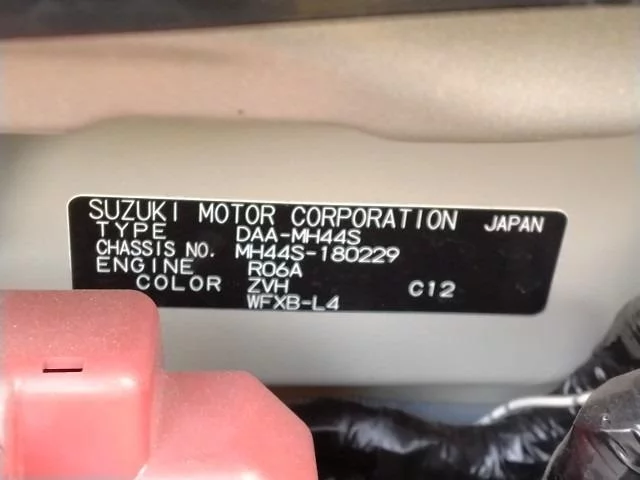 SUZUKI MOTOR CORPORATION JAPAN
TYPE DAA-MH44S
CHASSIS NO. MH44S-180229
ENGINE R06A
COLOR ZVH C12
WFXB-L4